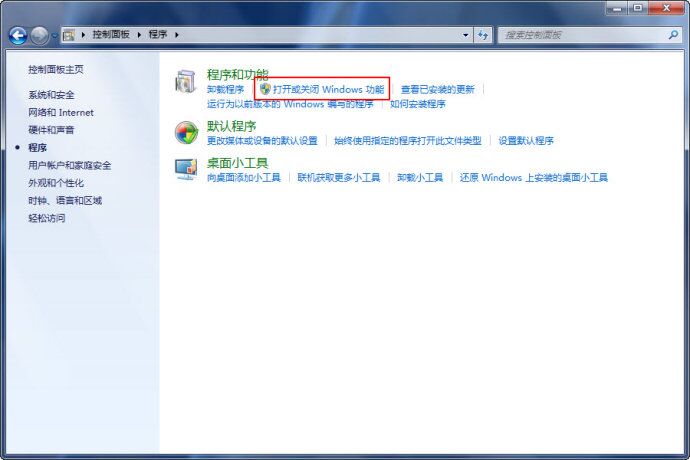 控制面板 程序
搜索控制面板
控制面板主页
系统和安全
网络和 Internet
硬件和声音
程序
用户帐户和家庭安全
外观和个性化
时钟、语言和区域
轻松访问
程序和功能
卸载程序 打开或关闭 Windows 功能 查看已安装的更新
运行为以前版本的 Windows 编写的程序 如何安装程序
默认程序
更改媒体或设备的默认设置 始终使用指定的程序打开此文件类型 设置默认程序
桌面小工具
向桌面添加小工具 联机获取更多小工具 卸载小工具 还原 Windows 上安装的桌面小工具